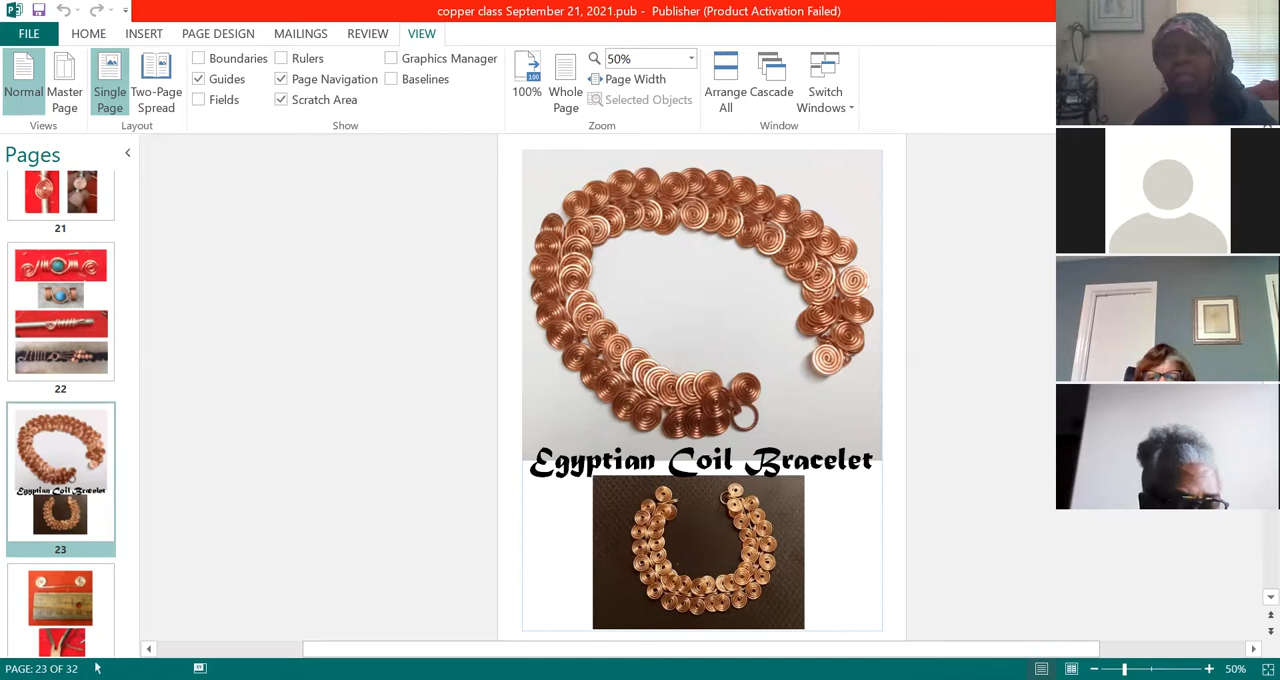 copper class September 21, 2021.pub - Publisher (Product Activation Failed)
FILE HOME INSERT PAGE DESIGN MAILINGS REVIEW VIEW
Normal
Master Page
Views
Single Page
Two-Page Spread
Layout
Boundaries Rulers Graphics Manager
Guides Page Navigation Baselines
Fields Scratch Area
Show
100%
Whole Page
50%
Page Width
Selected Objects
Zoom
Arrange All
Cascade
Switch Windows
Window
Pages
21
22
Egyptian Coil Bracelet
23
Egyptian Coil Bracelet
PAGE: 23 OF 32
50%